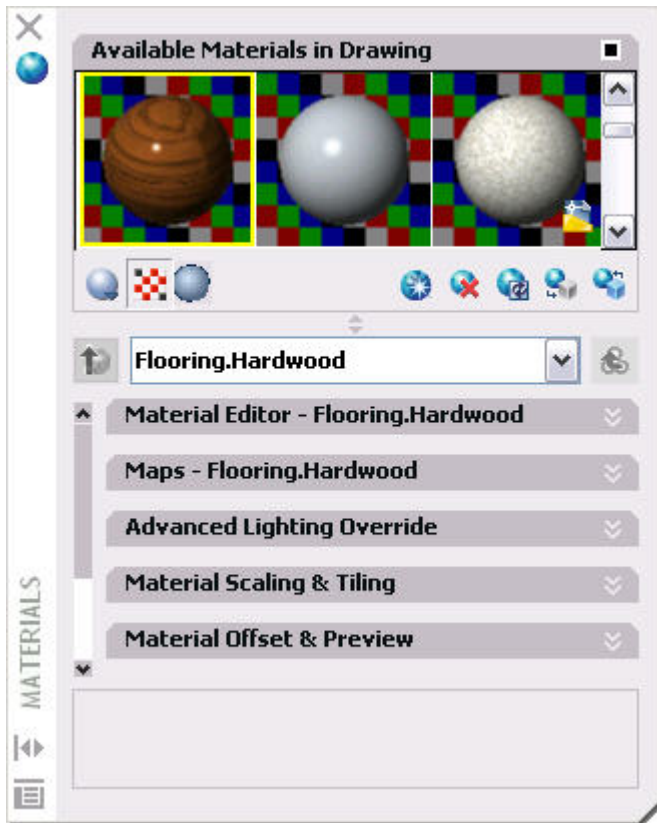 Available Materials in Drawing
Flooring.Hardwood
Material Editor - Flooring.Hardwood
Maps - Flooring.Hardwood
Advanced Lighting Override
Material Scaling & Tiling
Material Offset & Preview
MATERIALS